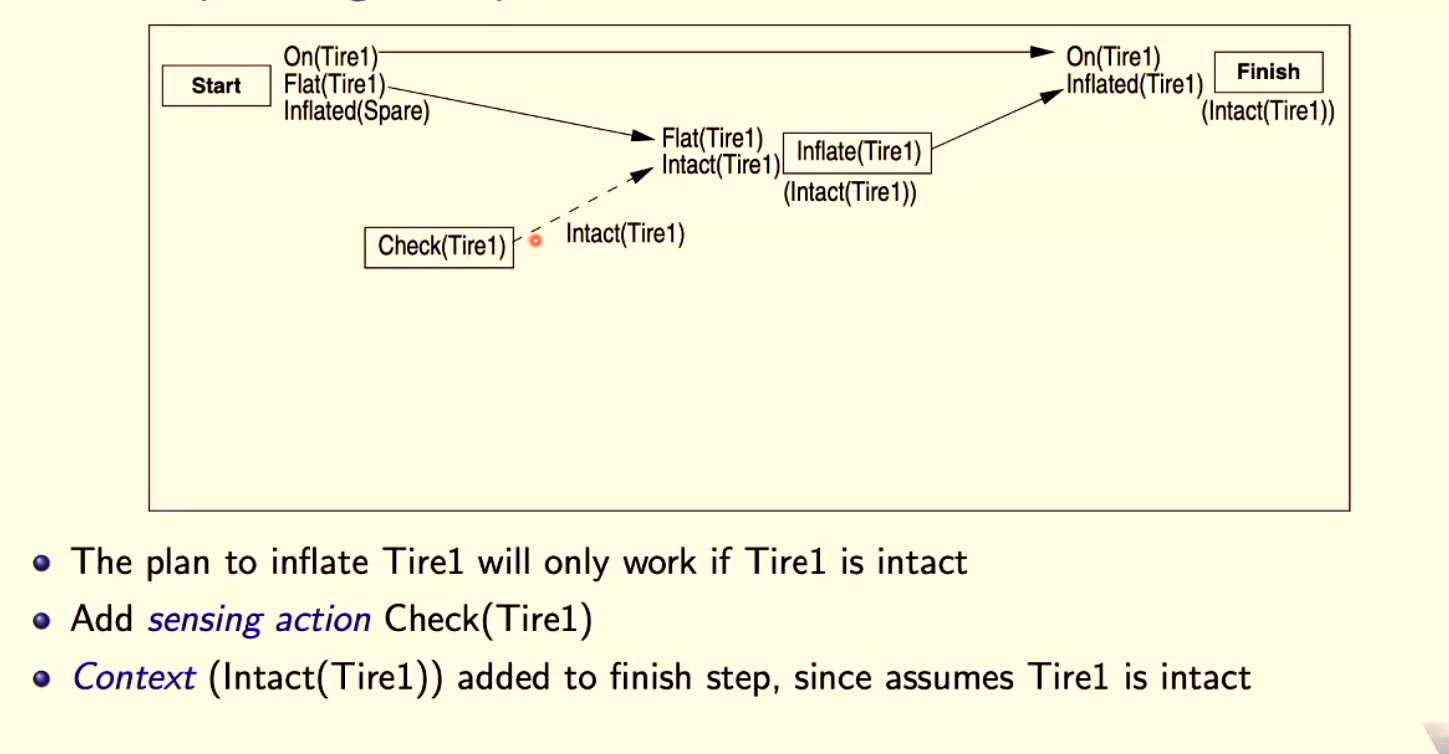 On(Tire1)
Start
Flat(Tire1)
Inflated(Spare)
On(Tire1)
Inflated(Tire1)
Finish
(Intact(Tire1))
Flat(Tire1)
Intact(Tire1)
Inflate(Tire1)
(Intact(Tire1))
Check(Tire1)
Intact(Tire1)
The plan to inflate Tire1 will only work if Tire1 is intact
Add sensing action Check(Tire1)
Context (Intact(Tire1)) added to finish step, since assumes Tire1 is intact